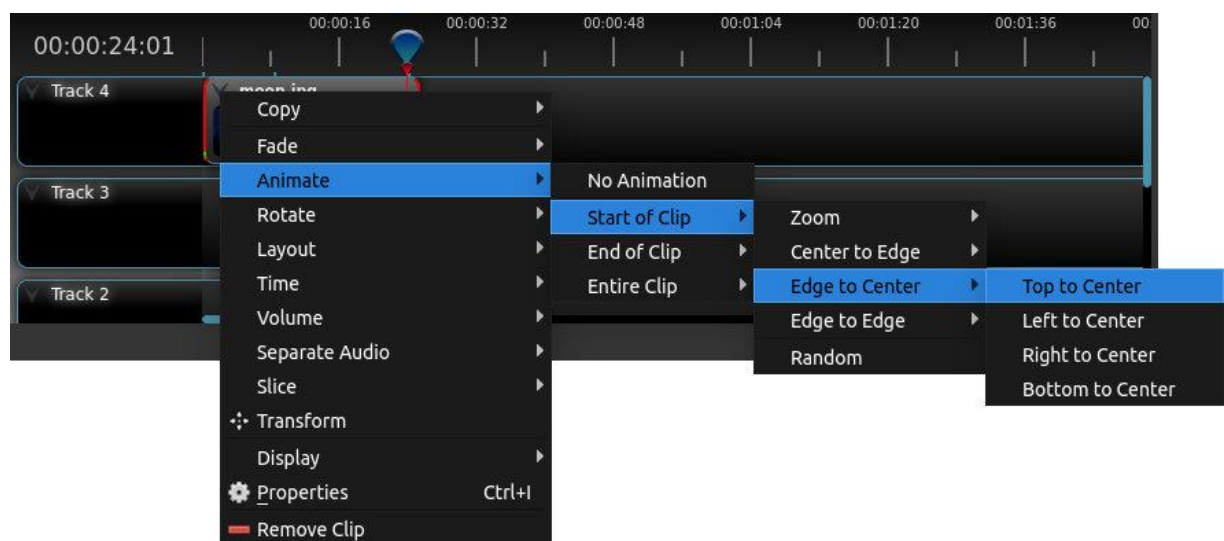 00:00:16 00:00:32 00:00:48 00:01:04 00:01:20 00:01:36 00
00:00:24:01
Track 4
moon.jpg
Track 3
Track 2
Copy
Fade
Animate
Rotate
Layout
Time
Volume
Separate Audio
Slice
Transform
Display
Properties Ctrl+I
Remove Clip
No Animation
Start of Clip
End of Clip
Entire Clip
Zoom
Center to Edge
Edge to Center
Edge to Edge
Random
Top to Center
Left to Center
Right to Center
Bottom to Center